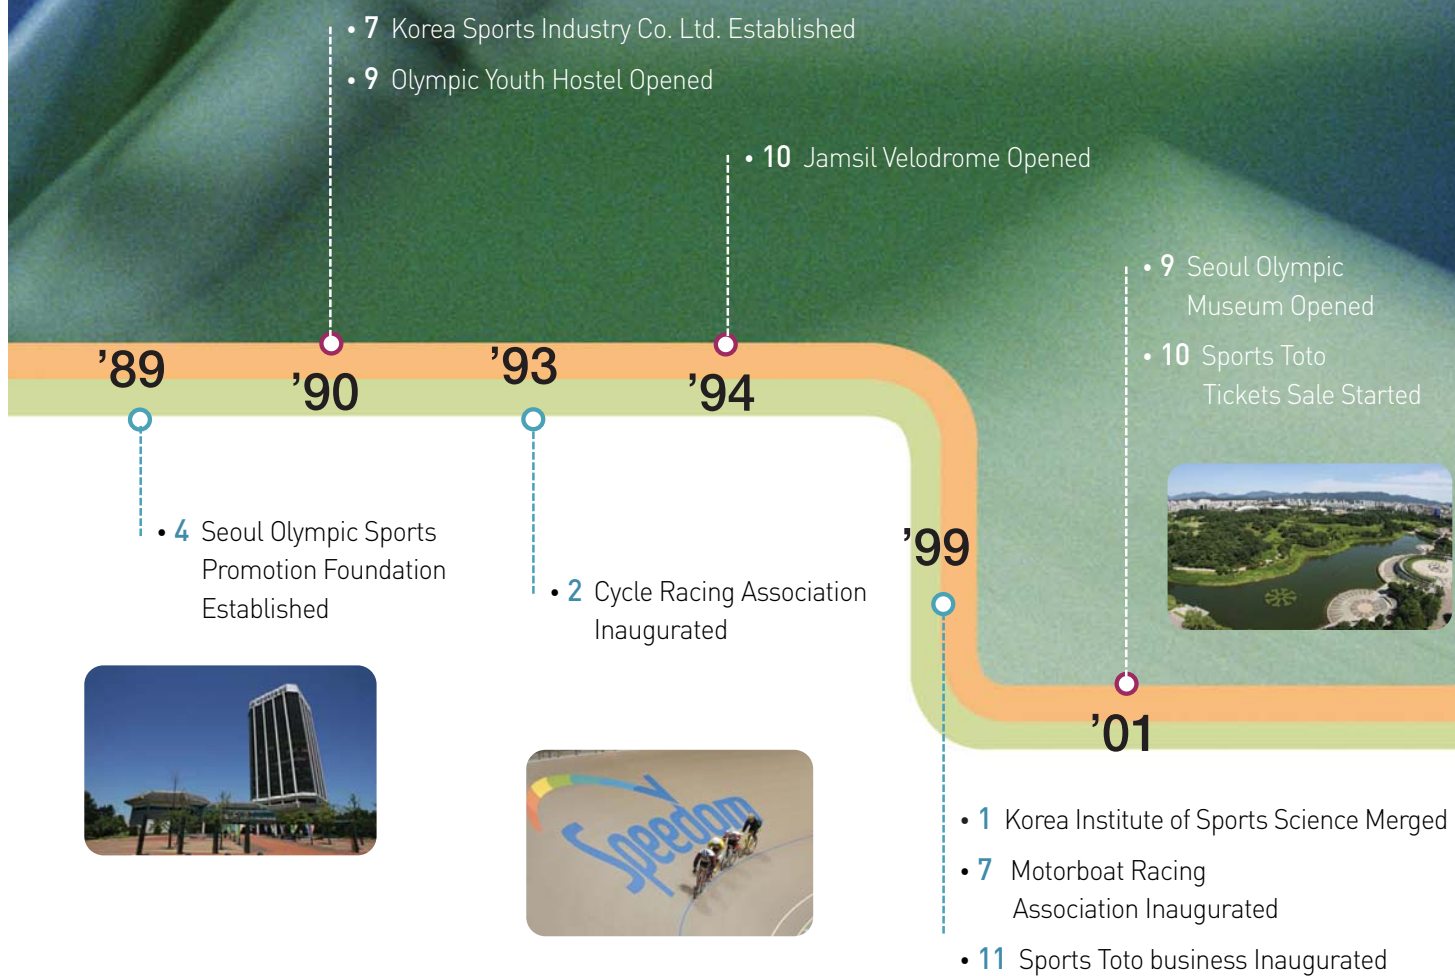 • 7 Korea Sports Industry Co. Ltd. Established
• 9 Olympic Youth Hostel Opened
• 10 Jamsil Velodrome Opened
• 9 Seoul Olympic
Museum Opened
• 10 Sports Toto
Tickets Sale Started
’89
’90
’93
’94
’99
’01
• 4 Seoul Olympic Sports
Promotion Foundation
Established
• 2 Cycle Racing Association
Inaugurated
Speedom
• 1 Korea Institute of Sports Science Merged
• 7 Motorboat Racing
Association Inaugurated
• 11 Sports Toto business Inaugurated